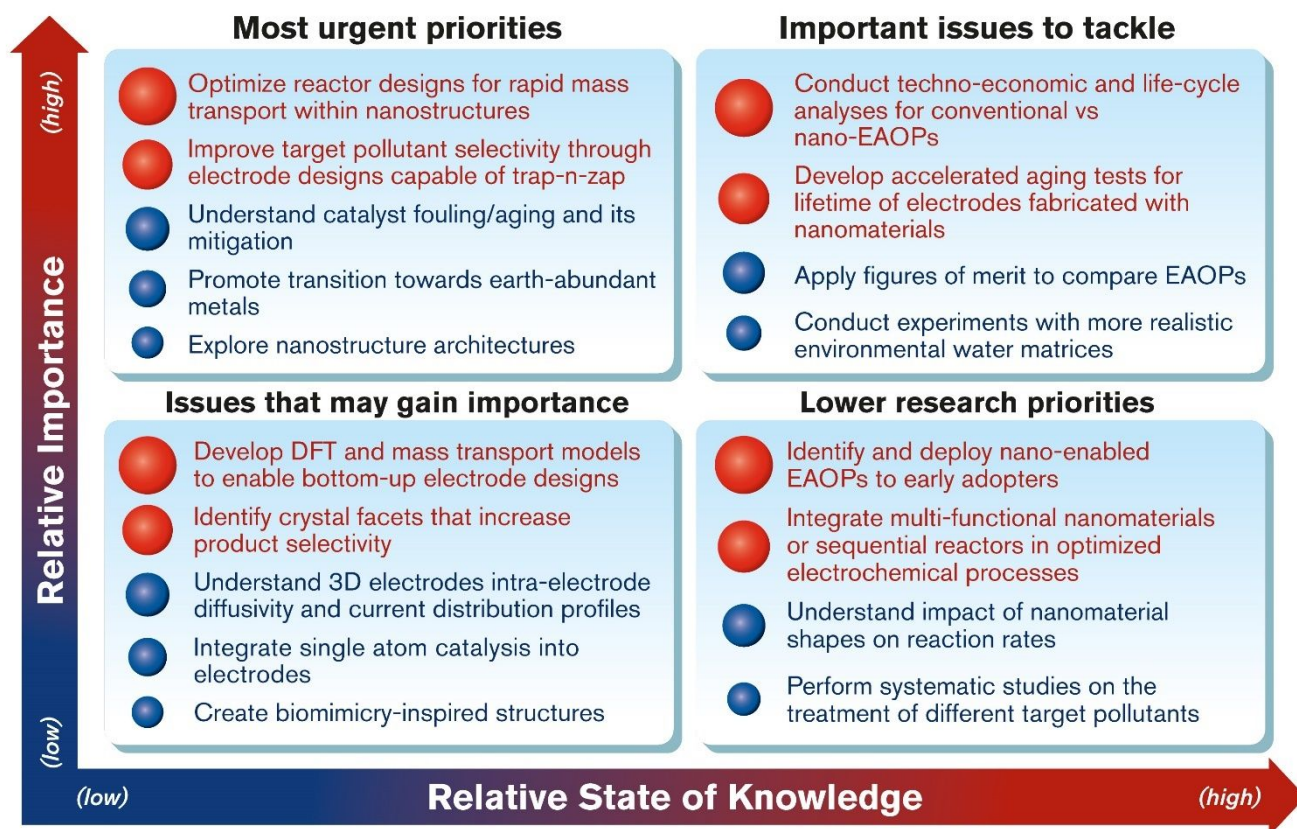 Most urgent priorities
Optimize reactor designs for rapid mass
transport within nanostructures
Improve target pollutant selectivity through
electrode designs capable of trap-n-zap
Understand catalyst fouling/aging and its
mitigation
Promote transition towards earth-abundant
metals
Explore nanostructure architectures
Important issues to tackle
Conduct techno-economic and life-cycle
analyses for conventional vs
nano-EAOPs
Develop accelerated aging tests for
lifetime of electrodes fabricated with
nanomaterials
Apply figures of merit to compare EAOPs
Conduct experiments with more realistic
environmental water matrices
Issues that may gain importance
Develop DFT and mass transport models
to enable bottom-up electrode designs
Identify crystal facets that increase
product selectivity
Understand 3D electrodes intra-electrode
diffusivity and current distribution profiles
Integrate single atom catalysis into
electrodes
Create biomimicry-inspired structures
Lower research priorities
Identify and deploy nano-enabled
EAOPs to early adopters
Integrate multi-functional nanomaterials
or sequential reactors in optimized
electrochemical processes
Understand impact of nanomaterial
shapes on reaction rates
Perform systematic studies on the
treatment of different target pollutants
(high)
Relative Importance
(low)
(low)
Relative State of Knowledge
(high)